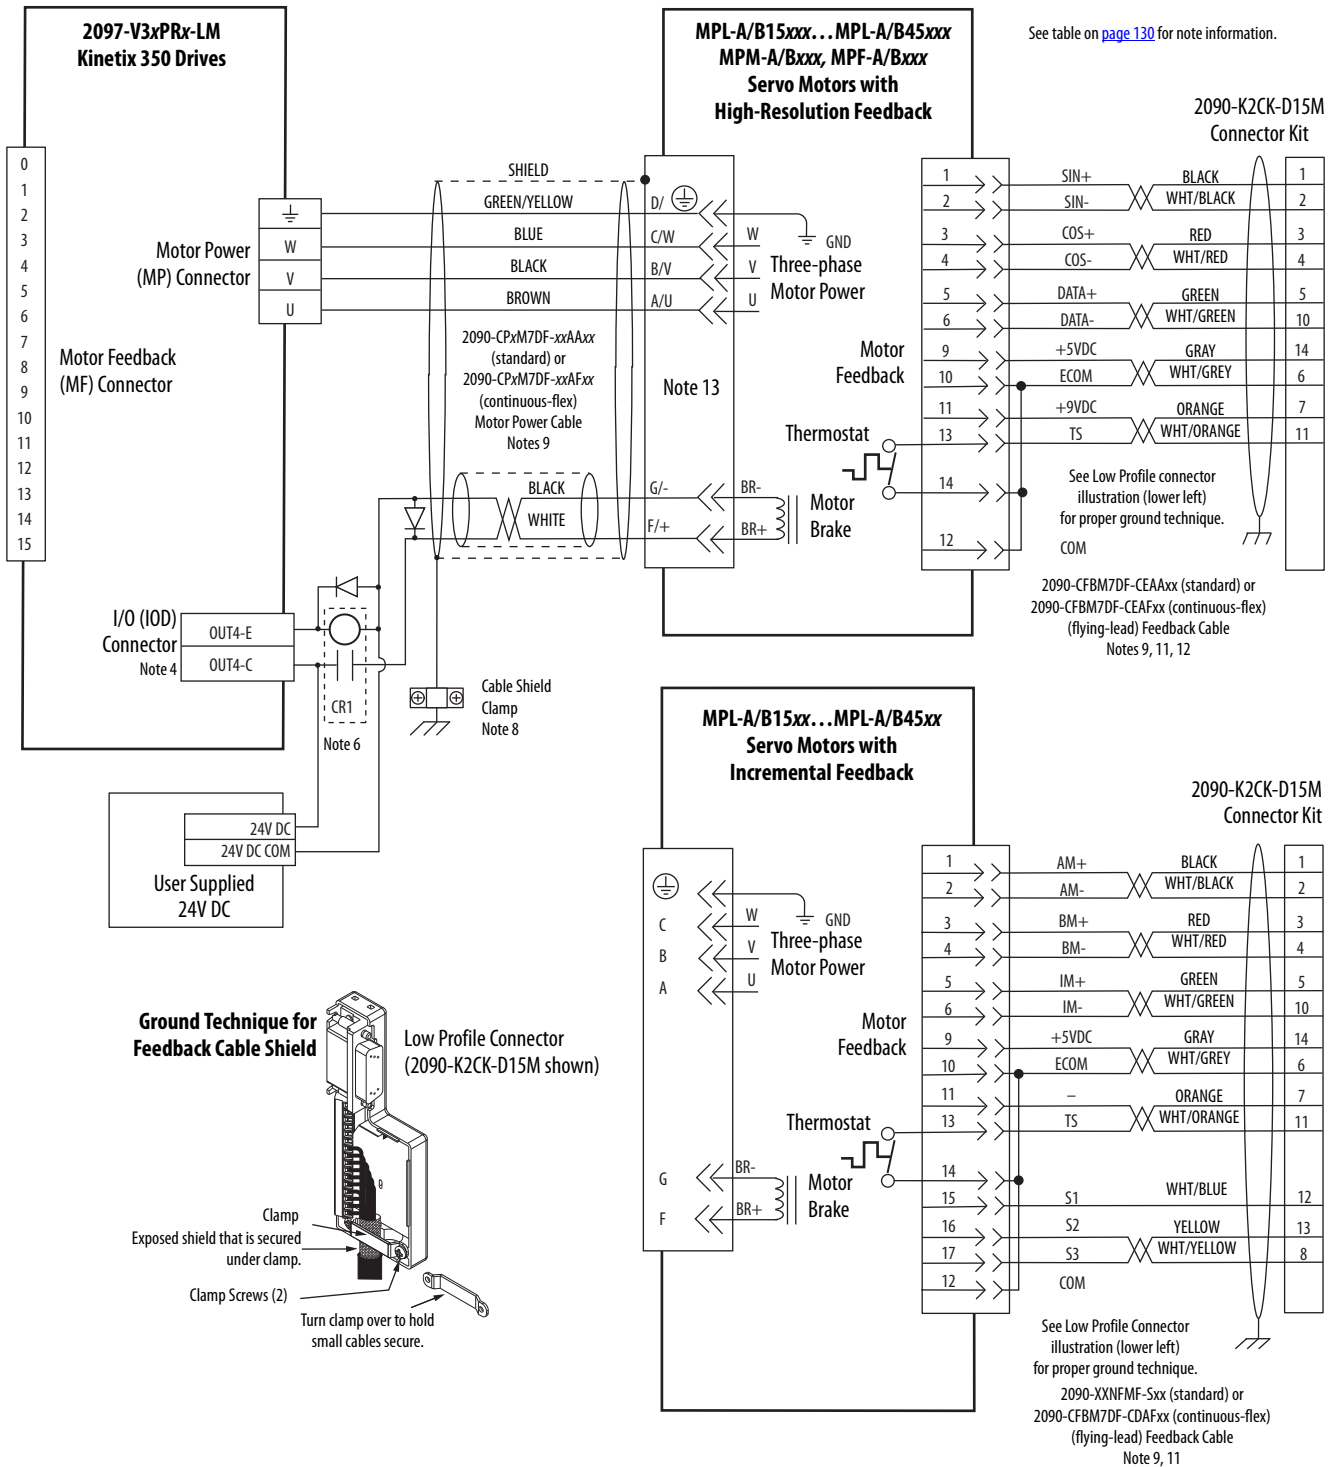 2097-V3xPRx-LM
Kinetix 350 Drives
0
1
2
3
4
5
6
7
8
9
10
11
12
13
14
15
Motor Power
(MP) Connector
W
V
U
Motor Feedback
(MF) Connector
I/O (IOD)
Connector
Note 4
OUT4-E
OUT4-C
CR1
Note 6
24V DC
24V DC COM
User Supplied
24V DC
SHIELD
GREEN/YELLOW
BLUE
BLACK
BROWN
2090-CPxM7DF-xxAAxx
(standard) or
2090-CPxM7DF-xxAFxx
(continuous-flex)
Motor Power Cable
Notes 9
BLACK
WHITE
Cable Shield
Clamp
Note 8
MPL-A/B15xxx…MPL-A/B45xxx
MPM-A/Bxxx, MPF-A/Bxxx
Servo Motors with
High-Resolution Feedback
D/
C/W
B/V
A/U
Note 13
G/-
F/+
W
V
U
GND
Three-phase
Motor Power
BR-
BR+
Motor
Brake
Motor
Feedback
Thermostat
1
2
3
4
5
6
9
10
11
13
14
12
SIN+
SIN-
COS+
COS-
DATA+
DATA-
+5VDC
ECOM
+9VDC
TS
COM
BLACK
WHT/BLACK
RED
WHT/RED
GREEN
WHT/GREEN
GRAY
WHT/GREY
ORANGE
WHT/ORANGE
See table on page 130 for note information.
2090-K2CK-D15M
Connector Kit
1
2
3
4
5
10
14
6
7
11
See Low Profile connector
illustration (lower left)
for proper ground technique.
2090-CFBM7DF-CEAAxx (standard) or
2090-CFBM7DF-CEAFxx (continuous-flex)
(flying-lead) Feedback Cable
Notes 9, 11, 12
MPL-A/B15xx…MPL-A/B45xx
Servo Motors with
Incremental Feedback
C
B
A
G
F
W
V
U
GND
Three-phase
Motor Power
BR-
BR+
Motor
Brake
Motor
Feedback
Thermostat
1
2
3
4
5
6
9
10
11
13
14
15
16
17
12
AM+
AM-
BM+
BM-
IM+
IM-
+5VDC
ECOM
–
TS
S1
S2
S3
COM
BLACK
WHT/BLACK
RED
WHT/RED
GREEN
WHT/GREEN
GRAY
WHT/GREY
ORANGE
WHT/ORANGE
WHT/BLUE
YELLOW
WHT/YELLOW
2090-K2CK-D15M
Connector Kit
1
2
3
4
5
10
14
6
7
11
12
13
8
See Low Profile Connector
illustration (lower left)
for proper ground technique.
2090-XXNFMF-Sxx (standard) or
2090-CFBM7DF-CDAFxx (continuous-flex)
(flying-lead) Feedback Cable
Note 9, 11
Ground Technique for
Feedback Cable Shield
Low Profile Connector
(2090-K2CK-D15M shown)
Clamp
Exposed shield that is secured
under clamp.
Clamp Screws (2)
Turn clamp over to hold
small cables secure.